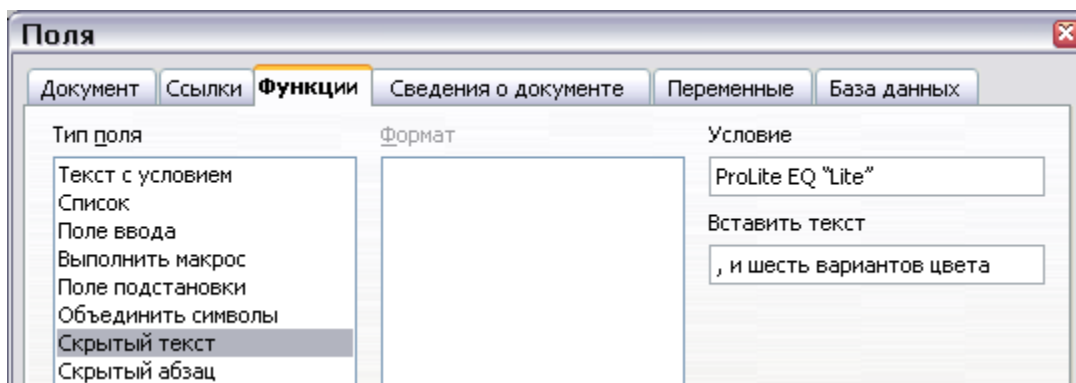 Поля
Документ Ссылки Функции Сведения о документе Переменные База данных
Тип поля
Текст с условием
Список
Поле ввода
Выполнить макрос
Поле подстановки
Объединить символы
Скрытый текст
Скрытый абзац
Формат
Условие
ProLite EQ "Lite"
Вставить текст
, и шесть вариантов цвета